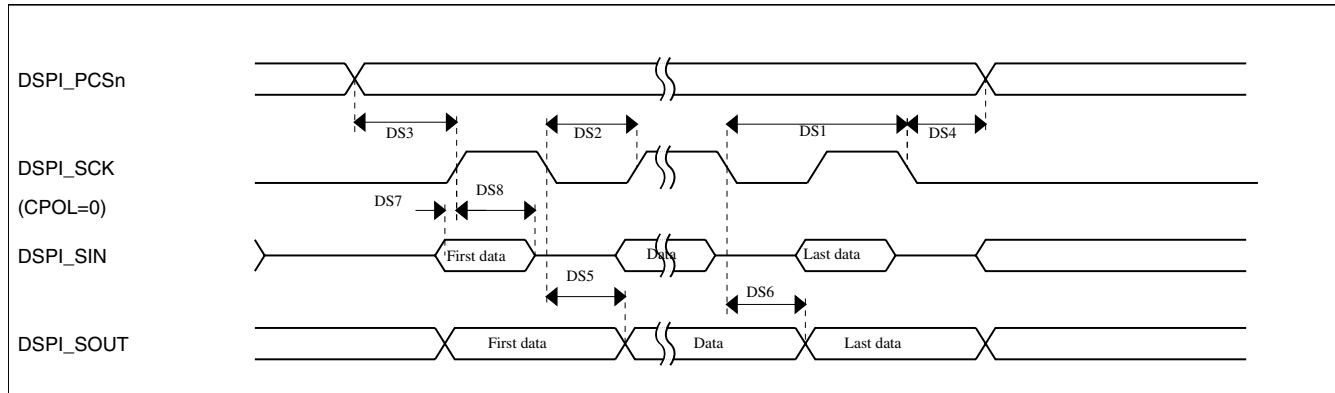 DSPI_PCSn
DS3
DS2
DS1
DS4
DSPI_SCK
(CPOL=0)
DS7
DS8
DSPI_SIN
First data
Data
Last data
DS5
DS6
DSPI_SOUT
First data
Data
Last data